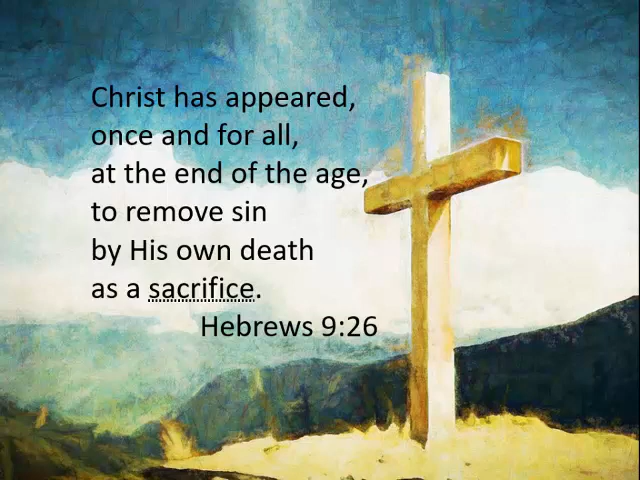 Christ has appeared,
once and for all,
at the end of the age,
to remove sin
by His own death
as a sacrifice.
Hebrews 9:26